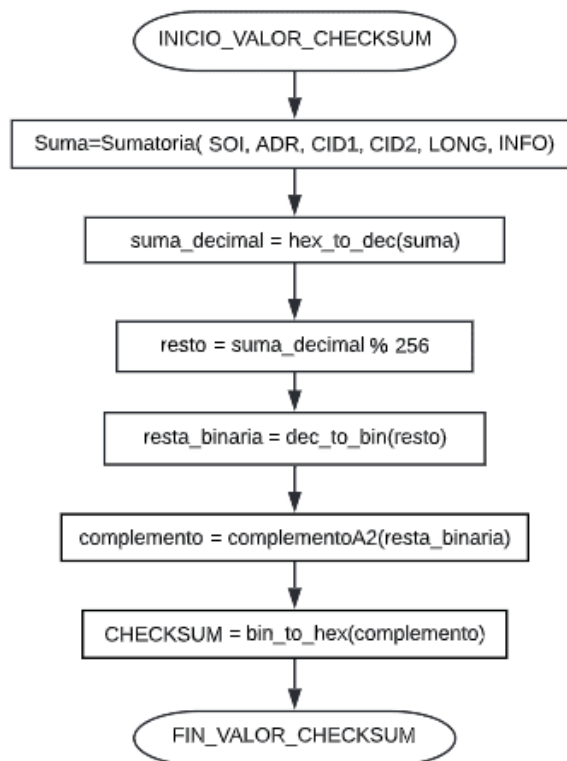 INICIO_VALOR_CHECKSUM
Suma=Sumatoria( SOI, ADR, CID1, CID2, LONG, INFO)
suma_decimal = hex_to_dec(suma)
resto = suma_decimal % 256
resta_binaria = dec_to_bin(resto)
complemento = complementoA2(resta_binaria)
CHECKSUM = bin_to_hex(complemento)
FIN_VALOR_CHECKSUM